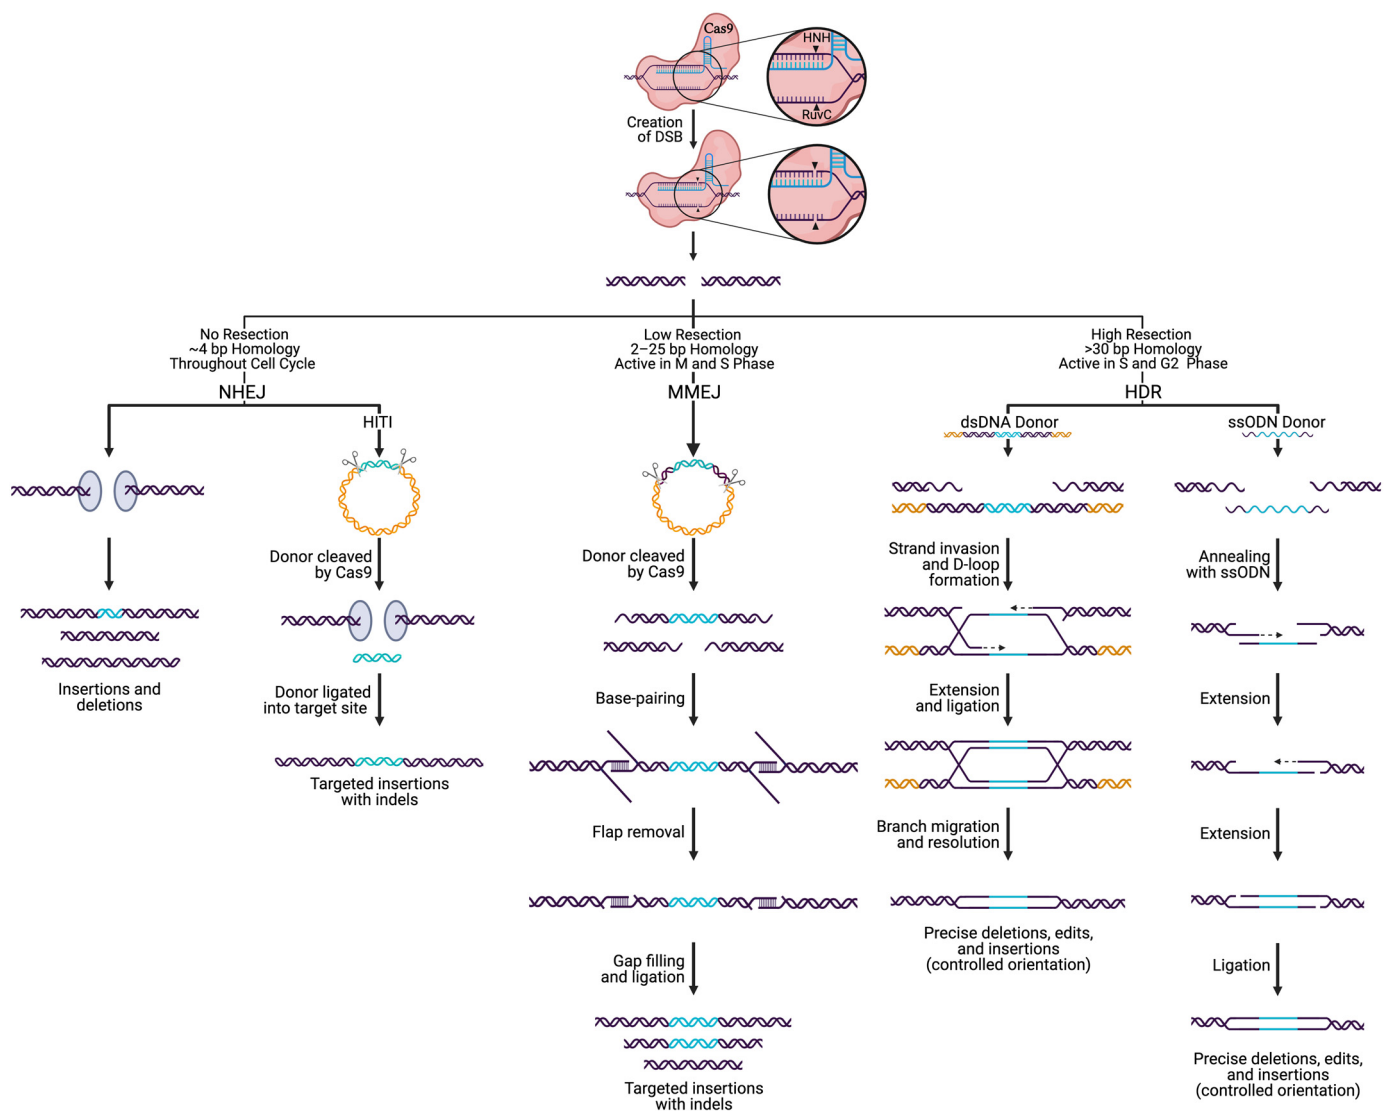 Cas9
HNH
RuvC
Creation
of DSB
No Resection
~4 bp Homology
Throughout Cell Cycle
NHEJ
Low Resection
2–25 bp Homology
Active in M and S Phase
MMEJ
High Resection
>30 bp Homology
Active in S and G2 Phase
HDR
HITI
dsDNA Donor
ssODN Donor
Donor cleaved
by Cas9
Donor cleaved
by Cas9
Strand invasion
and D-loop
formation
Annealing
with ssODN
Insertions and
deletions
Donor ligated
into target site
Base-pairing
Extension
and ligation
Extension
Targeted insertions
with indels
Flap removal
Branch migration
and resolution
Extension
Precise deletions, edits,
and insertions
(controlled orientation)
Gap filling
and ligation
Ligation
Targeted insertions
with indels
Precise deletions, edits,
and insertions
(controlled orientation)